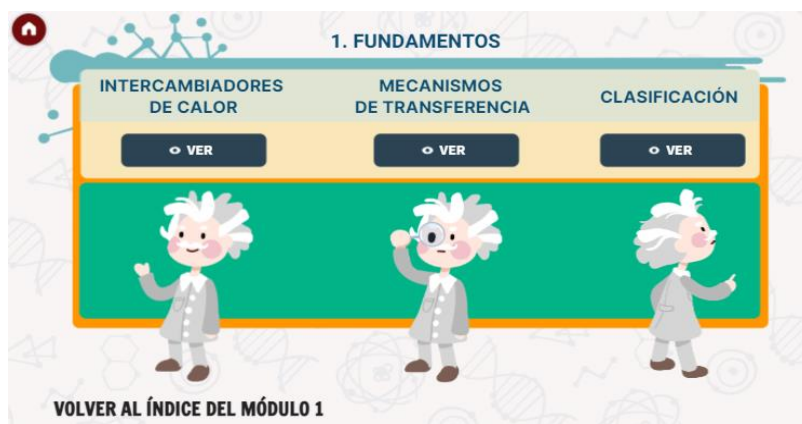 1. FUNDAMENTOS
INTERCAMBIADORES
DE CALOR
MECANISMOS
DE TRANSFERENCIA
CLASIFICACIÓN
VER
VER
VER
VOLVER AL ÍNDICE DEL MÓDULO 1